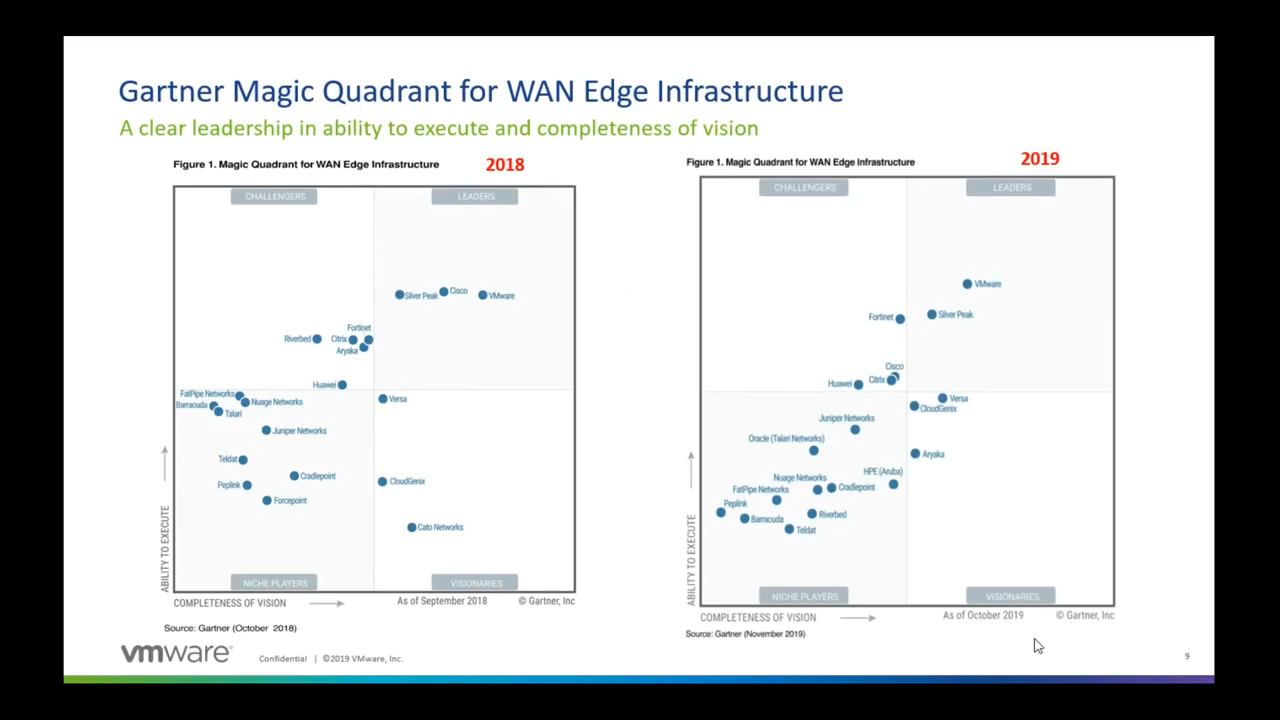 Gartner Magic Quadrant for WAN Edge Infrastructure
A clear leadership in ability to execute and completeness of vision
Figure 1. Magic Quadrant for WAN Edge Infrastructure
2018
CHALLENGERS
LEADERS
Silver Peak
Cisco
VMware
Fortinet
Riverbed
Citrix
Aryaka
Huawei
FatPipe Networks
Barracuda
Nuage Networks
Talari
Versa
Juniper Networks
Teldat
Cradlepoint
CloudGenix
Peplink
Forcepoint
Cato Networks
NICHE PLAYERS
VISIONARIES
ABILITY TO EXECUTE
COMPLETENESS OF VISION
As of September 2018
© Gartner, Inc
Source: Gartner (October 2018)
Figure 1. Magic Quadrant for WAN Edge Infrastructure
2019
CHALLENGERS
LEADERS
VMware
Fortinet
Silver Peak
Cisco
Citrix
Huawei
Versa
CloudGenix
Juniper Networks
Oracle (Talari Networks)
Aryaka
HPE (Aruba)
Nuage Networks
Cradlepoint
FatPipe Networks
Peplink
Barracuda
Riverbed
Teldat
NICHE PLAYERS
VISIONARIES
ABILITY TO EXECUTE
COMPLETENESS OF VISION
As of October 2019
© Gartner, Inc
Source: Gartner (November 2019)
vmware®
Confidential | ©2019 VMware, Inc.
9